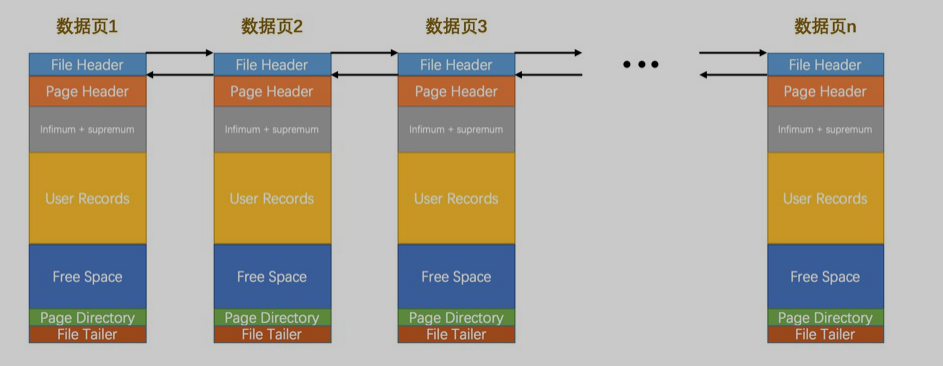 数据页1 数据页2 数据页3 数据页n
File Header File Header File Header ••• File Header
Page Header Page Header Page Header Page Header
Infimum + supremum Infimum + supremum Infimum + supremum Infimum + supremum
User Records User Records User Records User Records
Free Space Free Space Free Space Free Space
Page Directory Page Directory Page Directory Page Directory
File Tailer File Tailer File Tailer File Tailer